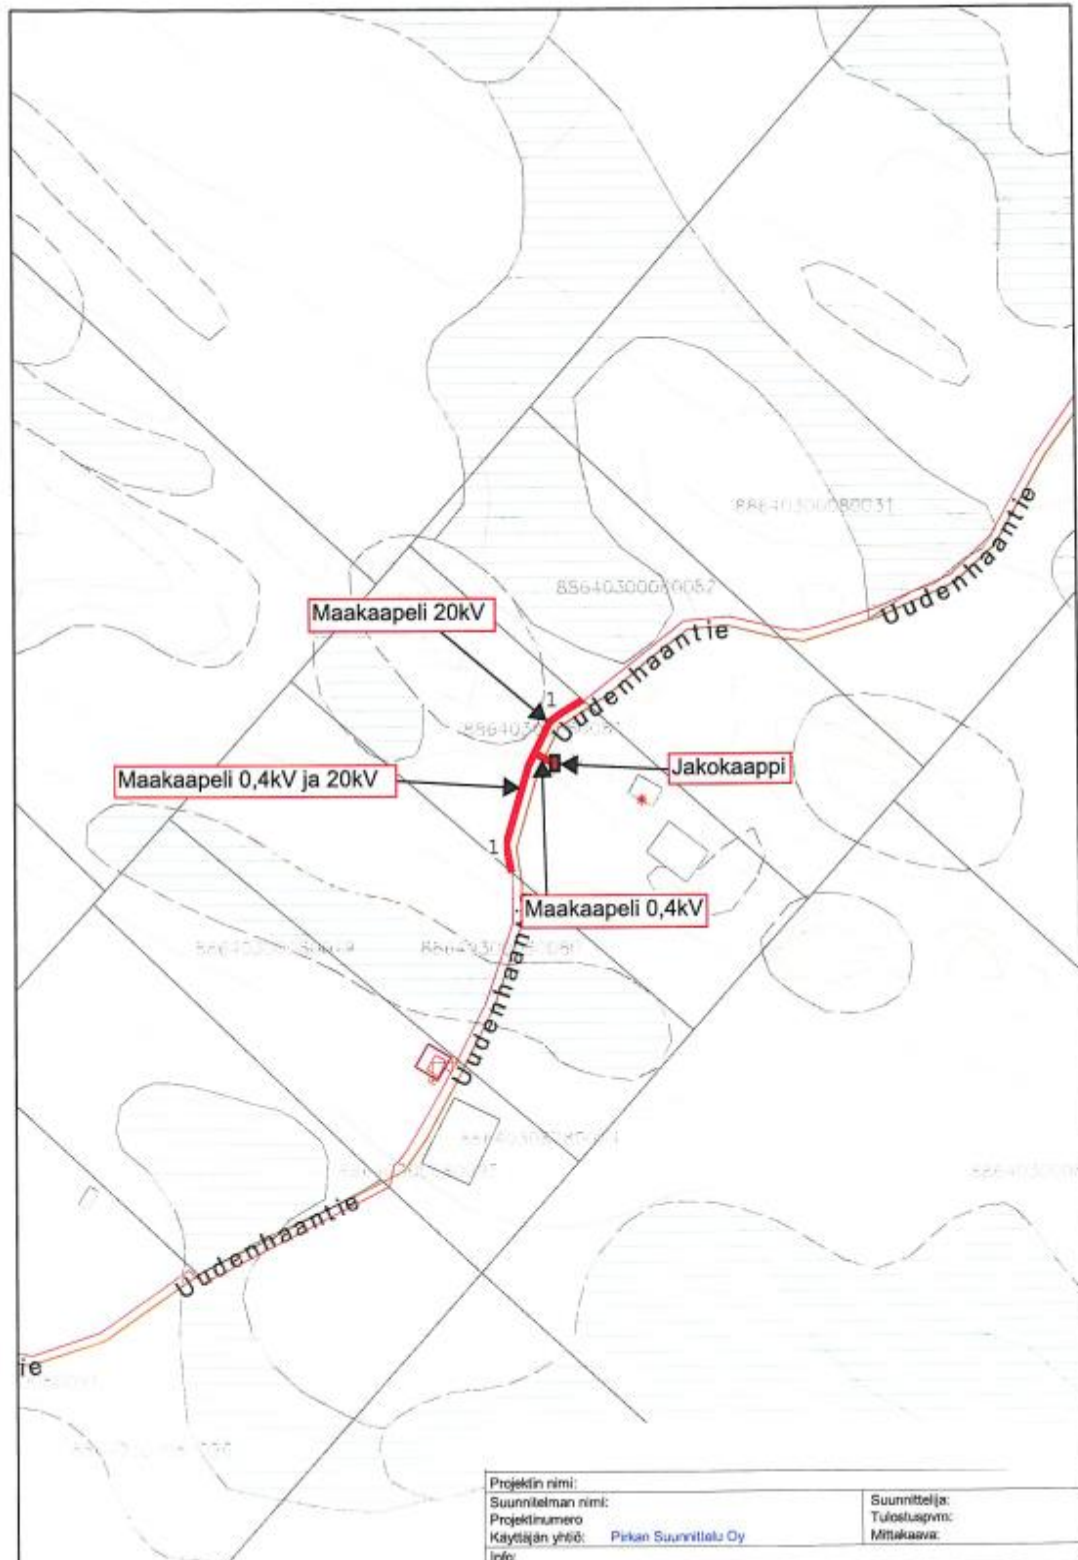 88640300080031
Uudenhaantie
Maakaapeli 20kV
Uudenhaantie
1
Maakaapeli 0,4kV ja 20kV
Jakokaappi
1
Maakaapeli 0,4kV
Uudenhaan
Uudenhaantie
ie
Projektin nimi:
Suunnitelman nimi:
Suunnittelija:
Projektinumero
Tulostuspvm:
Käyttäjän yhtiö: Pirkan Suunnittelu Oy
Mittakaava:
Info: